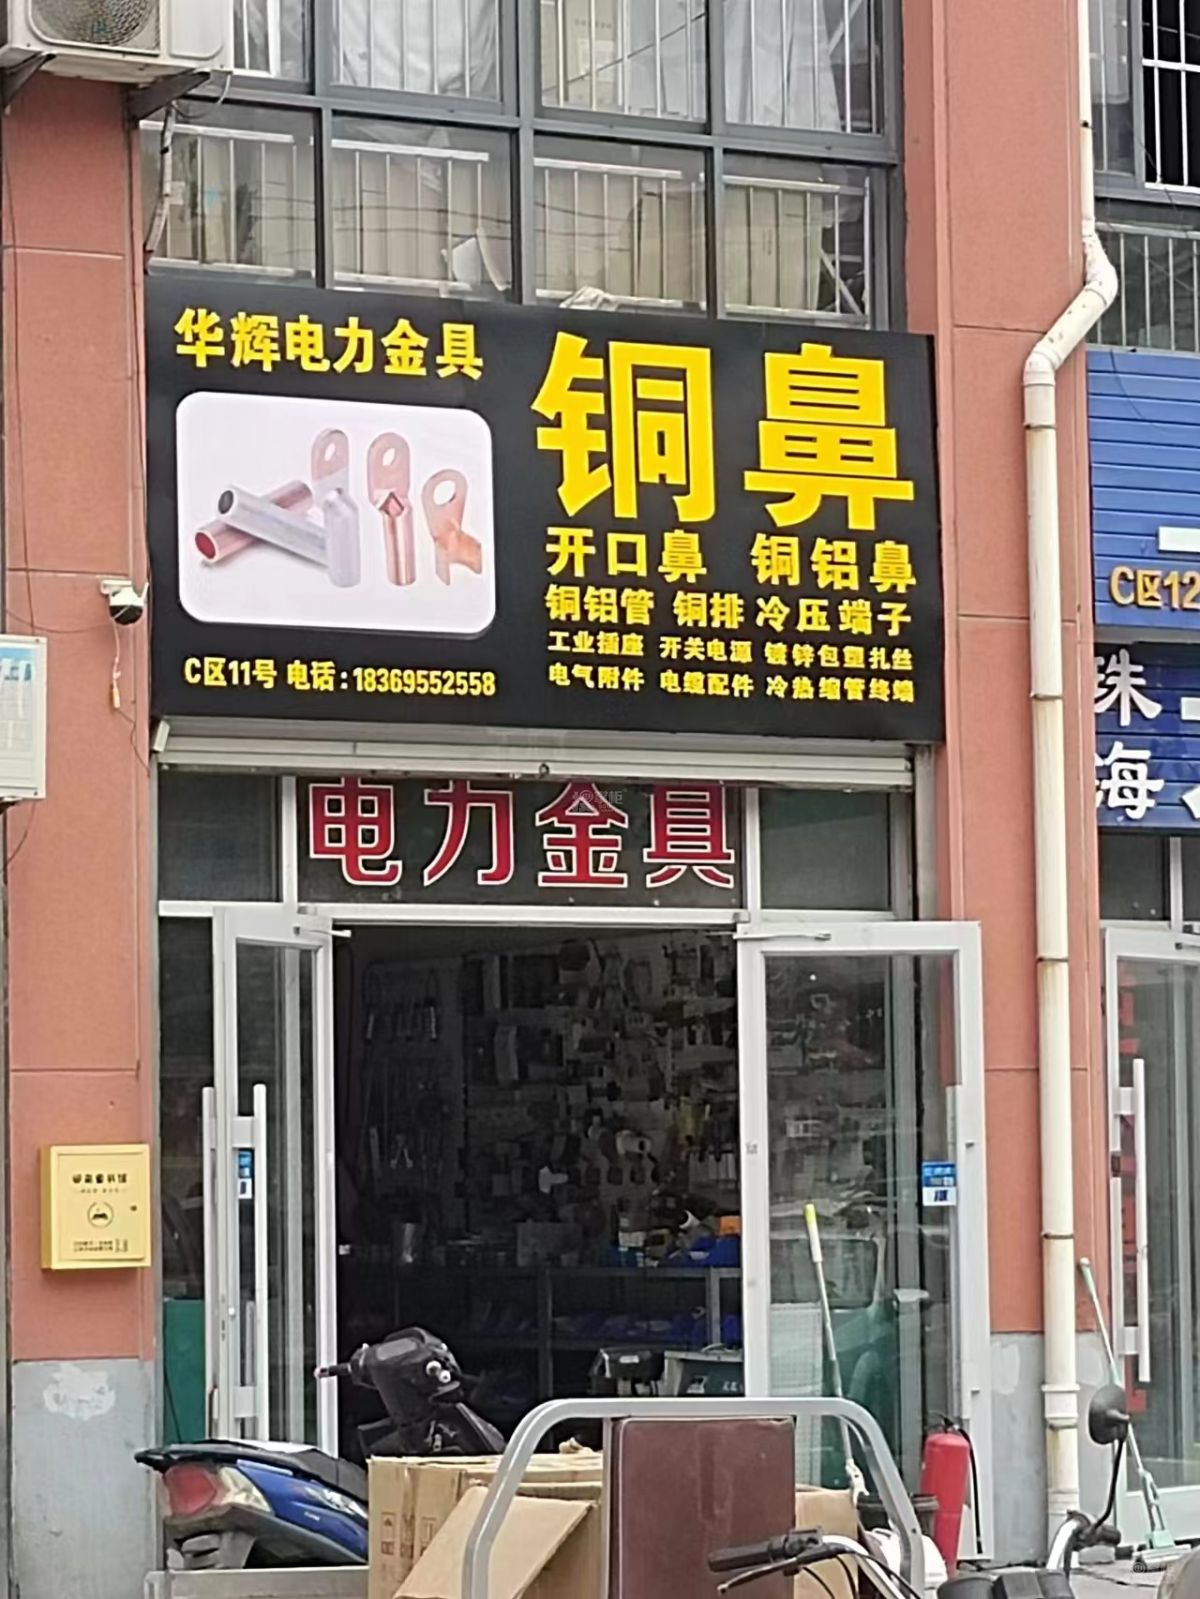 华辉电力金具
铜鼻
开口鼻 铜铝鼻
铜铝管 铜排 冷压端子
工业插座 开关电源 镀锌包塑扎丝
电气附件 电缆配件 冷热缩管终端
C区11号 电话:18369552558
电力金具
C区12
珠
海